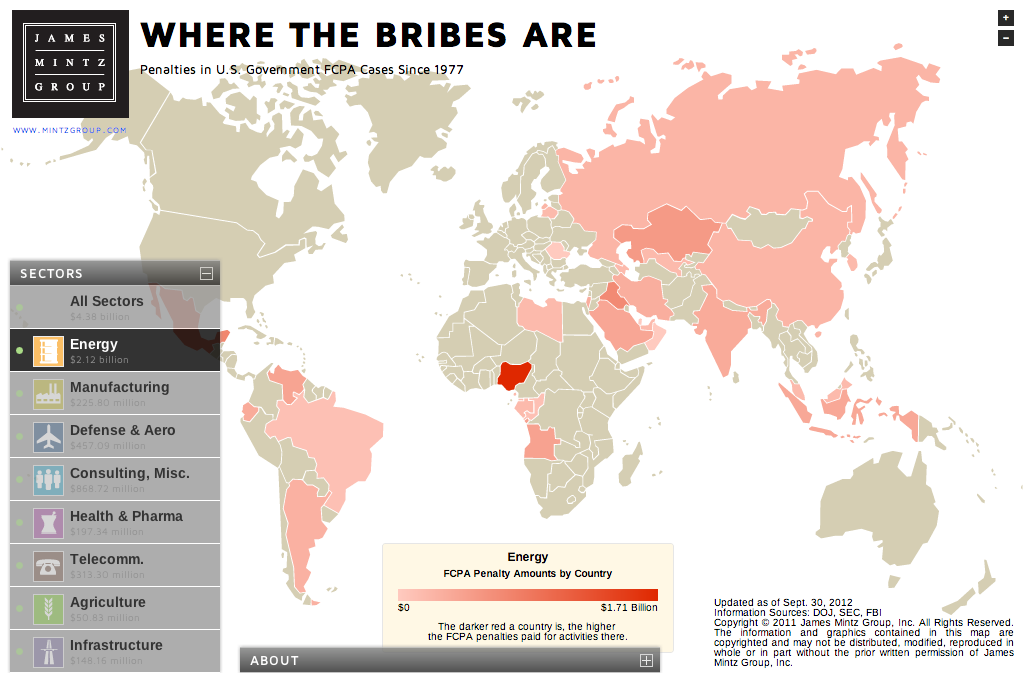 JAMES
MINTZ
GROUP
WWW.MINTZGROUP.COM
WHERE THE BRIBES ARE
Penalties in U.S. Government FCPA Cases Since 1977
+
−
SECTORS
All Sectors
$4.38 billion
Energy
$2.12 billion
Manufacturing
$225.80 million
Defense & Aero
$457.09 million
Consulting, Misc.
$868.72 million
Health & Pharma
$197.34 million
Telecomm.
$313.30 million
Agriculture
$50.83 million
Infrastructure
$148.16 million
Energy
FCPA Penalty Amounts by Country
$0 $1.71 Billion
The darker red a country is, the higher
the FCPA penalties paid for activities there.
ABOUT
Updated as of Sept. 30, 2012
Information Sources: DOJ, SEC, FBI
Copyright © 2011 James Mintz Group, Inc. All Rights Reserved.
The information and graphics contained in this map are
copyrighted and may not be distributed, modified, reproduced in
whole or in part without the prior written permission of James
Mintz Group, Inc.